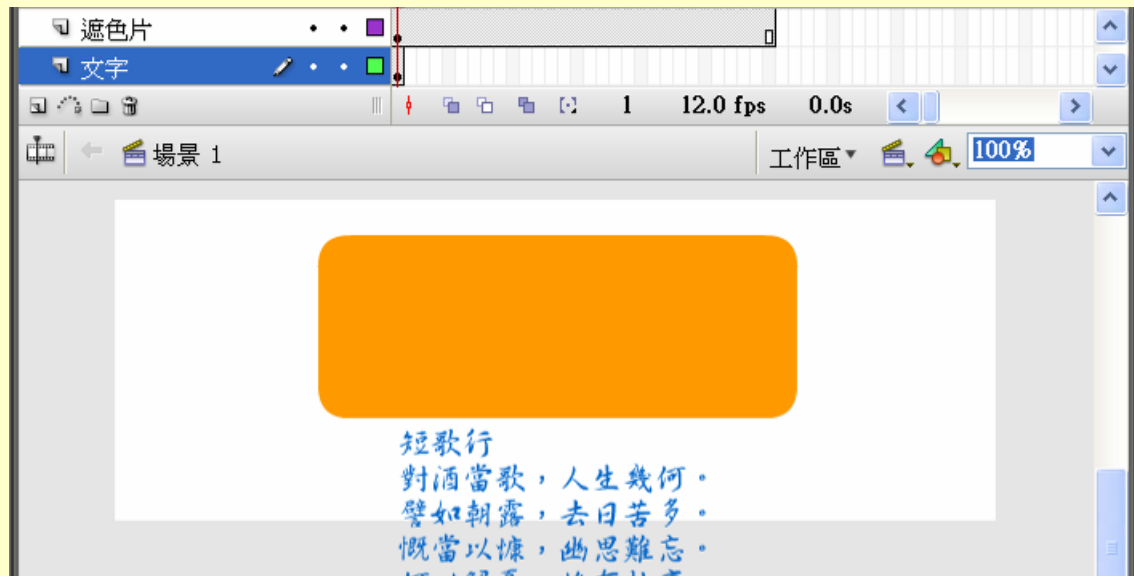 遮色片
文字
1 12.0 fps 0.0s
場景 1
工作區 100%
短歌行
對酒當歌,人生幾何。
譬如朝露,去日苦多。
慨當以慷,幽思難忘。